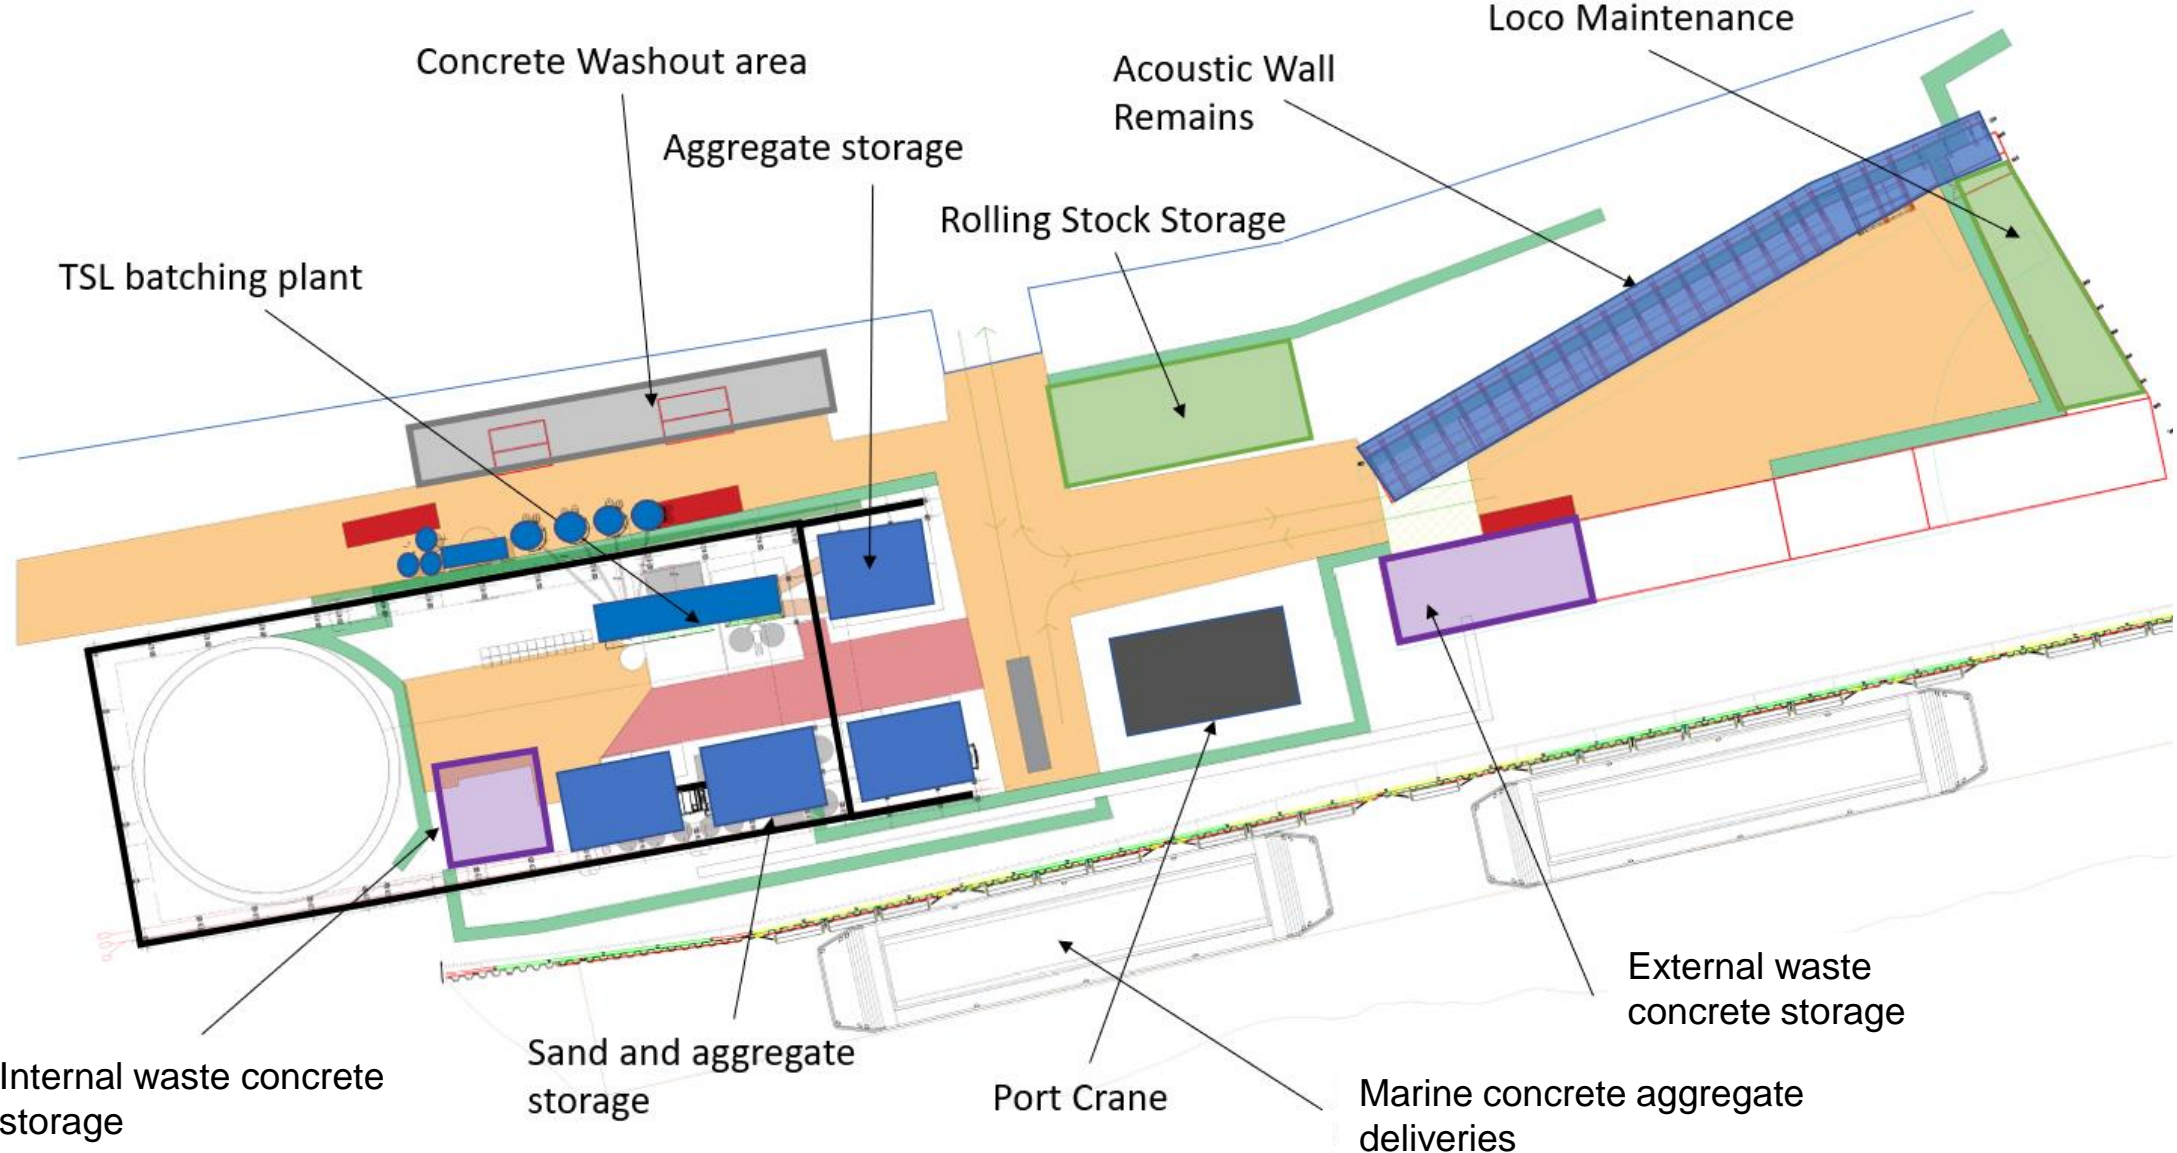 Loco Maintenance
Concrete Washout area
Acoustic Wall
Remains
Aggregate storage
Rolling Stock Storage
TSL batching plant
External waste
concrete storage
Sand and aggregate
storage
Internal waste concrete
storage
Port Crane
Marine concrete aggregate
deliveries